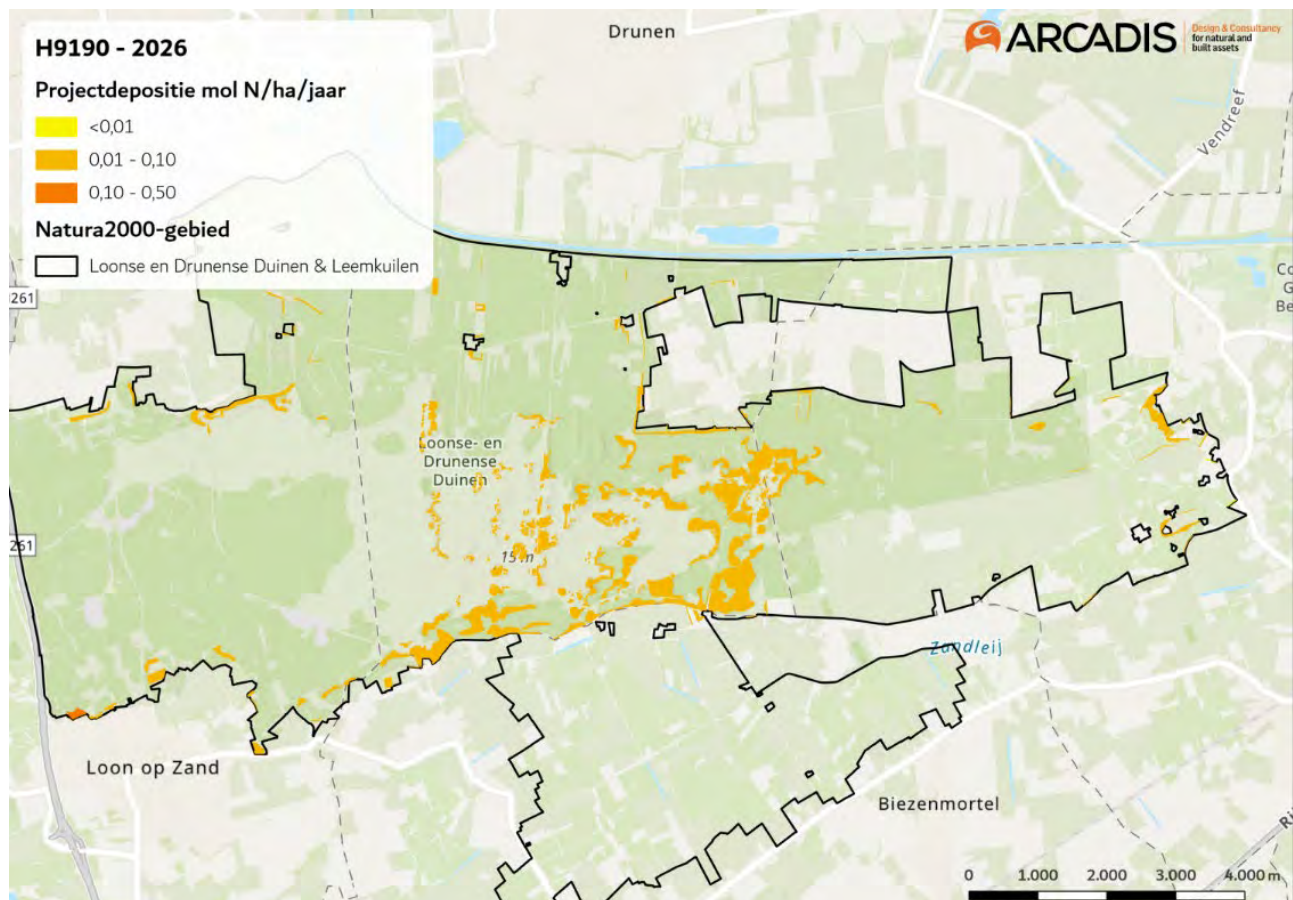 H9190 - 2026
Projectdepositie mol N/ha/jaar
<0,01
0,01 - 0,10
0,10 - 0,50
Natura2000-gebied
Loonse en Drunense Duinen & Leemkuilen
Drunen
ARCADIS
Design & Consultancy
for natural and
built assets
Vendreef
261
Loonse- en
Drunense
Duinen
15 m
261
Zandleij
Loon op Zand
Biezenmortel
0 1.000 2.000 3.000 4.000 m